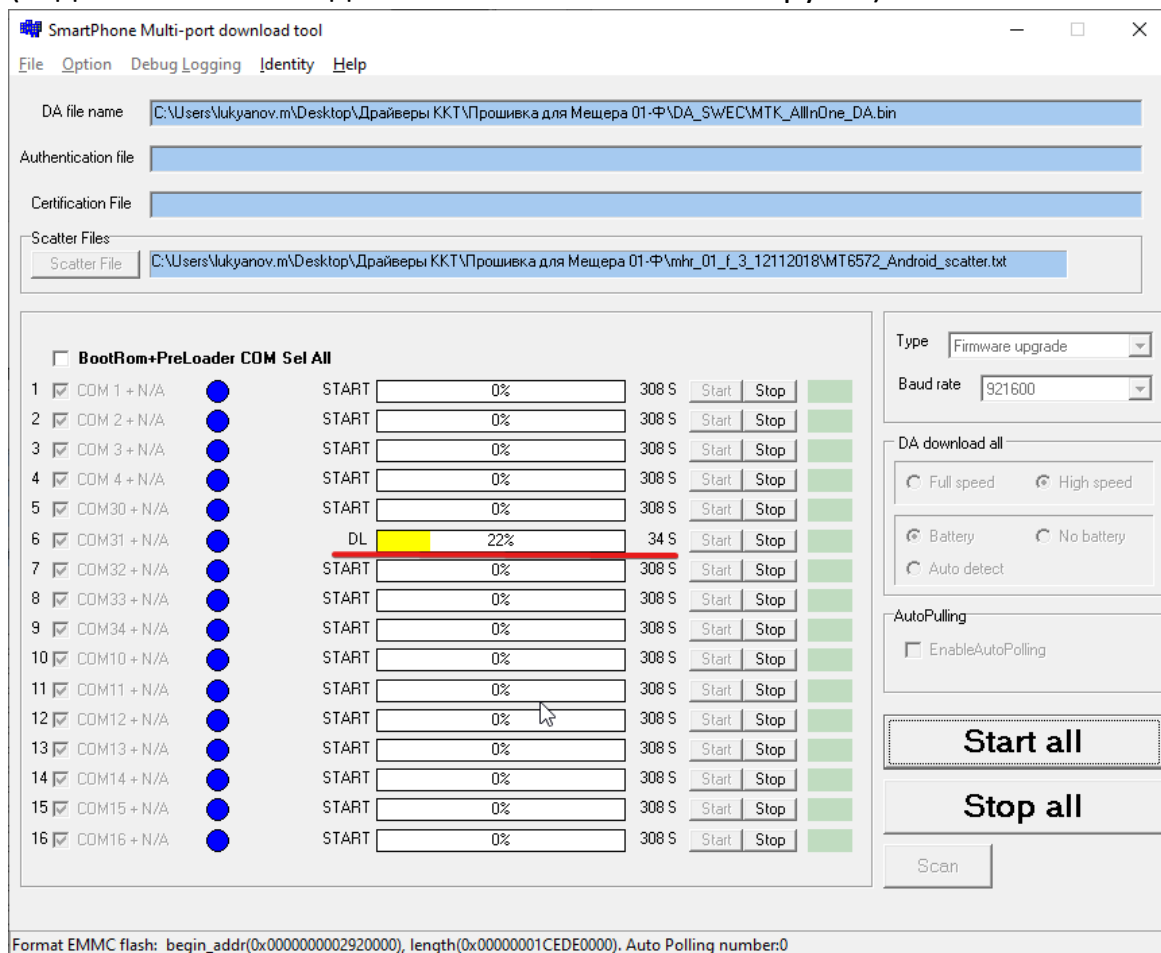 SmartPhone Multi-port download tool
File Option Debug Logging Identity Help
DA file name C:\Users\lukyanov.m\Desktop\Драйверы ККТ\Прошивка для Мещера 01-Ф\DA_SWEC\MTK_AllInOne_DA.bin
Authentication file
Certification File
Scatter Files
Scatter File C:\Users\lukyanov.m\Desktop\Драйверы ККТ\Прошивка для Мещера 01-Ф\mhr_01_f_3_12112018\MT6572_Android_scatter.txt
BootRom+PreLoader COM Sel All
1 COM 1 + N/A START 0% 308 S Start Stop
2 COM 2 + N/A START 0% 308 S Start Stop
3 COM 3 + N/A START 0% 308 S Start Stop
4 COM 4 + N/A START 0% 308 S Start Stop
5 COM30 + N/A START 0% 308 S Start Stop
6 COM31 + N/A DL 22% 34 S Start Stop
7 COM32 + N/A START 0% 308 S Start Stop
8 COM33 + N/A START 0% 308 S Start Stop
9 COM34 + N/A START 0% 308 S Start Stop
10 COM10 + N/A START 0% 308 S Start Stop
11 COM11 + N/A START 0% 308 S Start Stop
12 COM12 + N/A START 0% 308 S Start Stop
13 COM13 + N/A START 0% 308 S Start Stop
14 COM14 + N/A START 0% 308 S Start Stop
15 COM15 + N/A START 0% 308 S Start Stop
16 COM16 + N/A START 0% 308 S Start Stop
Type Firmware upgrade
Baud rate 921600
DA download all
Full speed High speed
Battery No battery
Auto detect
AutoPulling
EnableAutoPolling
Start all
Stop all
Scan
Format EMMC flash: begin_addr(0x0000000002920000), length(0x00000001CEDE0000). Auto Polling number:0